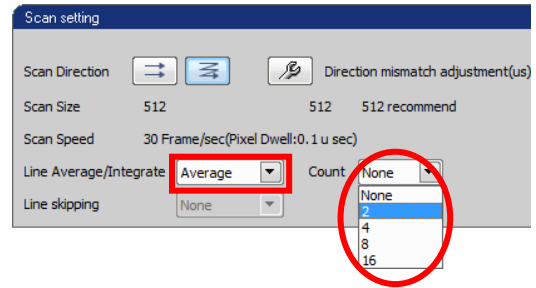 Scan setting
Scan Direction Direction mismatch adjustment(us)
Scan Size 512 512 512 recommend
Scan Speed 30 Frame/sec(Pixel Dwell:0.1 u sec)
Line Average/Integrate Average Count None
None
Line skipping None 2
4
8
16